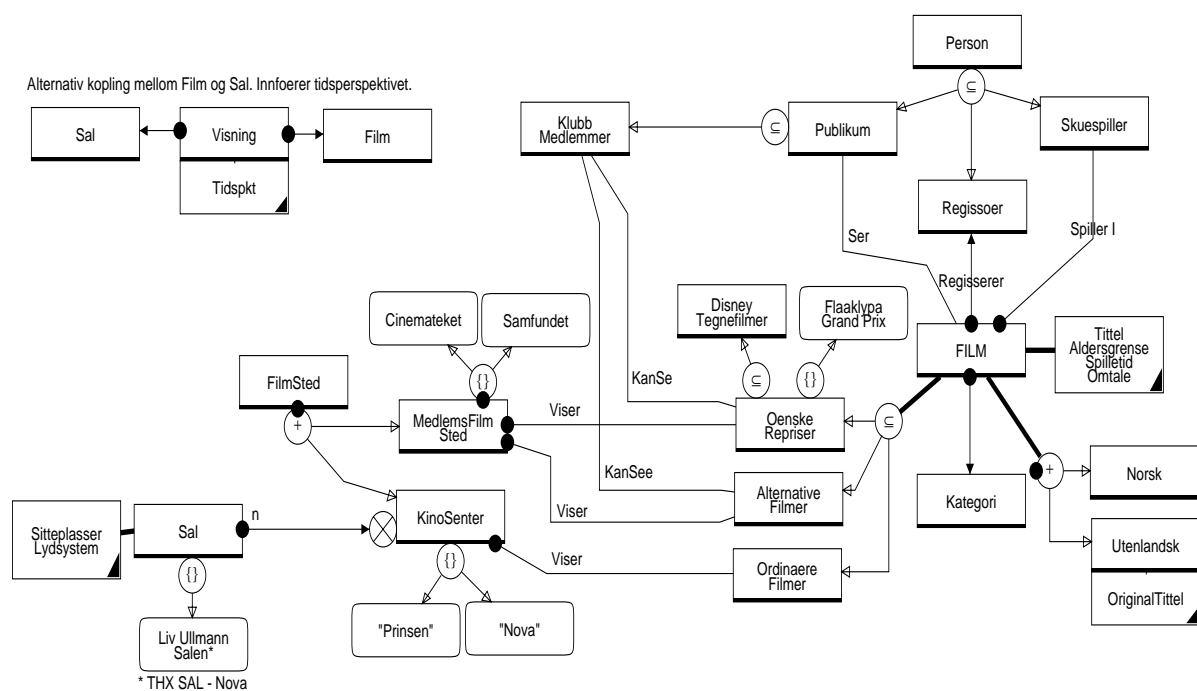 Person
Alternativ kopling mellom Film og Sal. Innfoerer tidsperspektivet.
Sal
Visning
Film
Tidspkt
Klubb
Medlemmer
⊆
Publikum
⊆
Skuespiller
Regissoer
Ser
Spiller I
Regisserer
Cinemateket
Samfundet
Disney
Tegnefilmer
Flaaklypa
Grand Prix
FILM
Tittel
Aldersgrense
Spilletid
Omtale
FilmSted
{}
⊆
{}
KanSe
+
MedlemsFilm
Sted
Viser
Oenske
Repriser
⊆
KanSee
Alternative
Filmer
Kategori
+
Norsk
Sitteplasser
Lydsystem
Sal
n
KinoSenter
Viser
Viser
Ordinaere
Filmer
Utenlandsk
OriginalTittel
{}
{}
"Prinsen"
"Nova"
Liv Ullmann
Salen*
* THX SAL - Nova